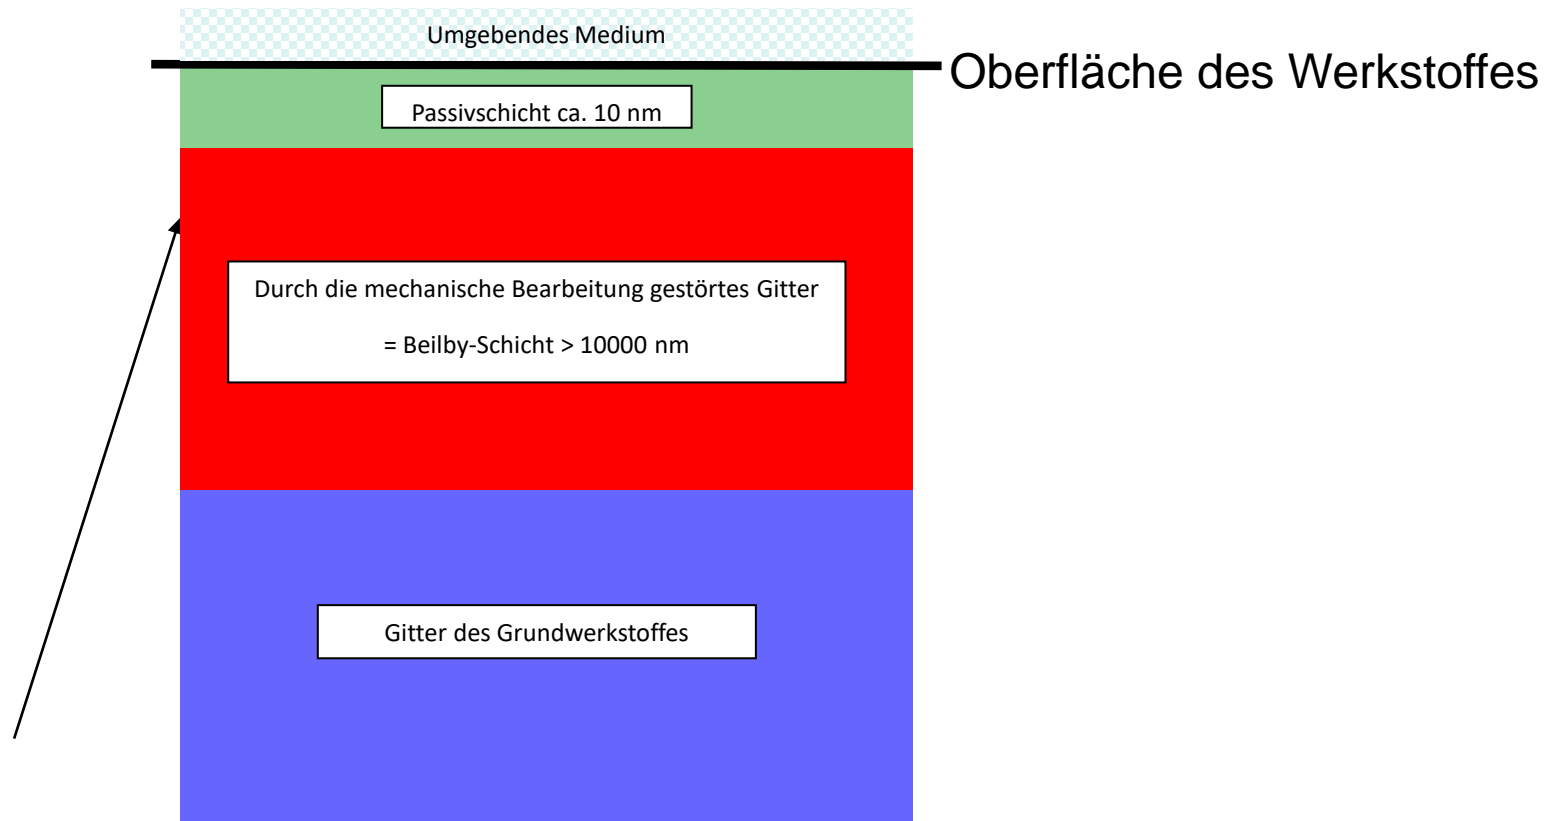 Umgebendes Medium
Oberfläche des Werkstoffes
Passivschicht ca. 10 nm
Durch die mechanische Bearbeitung gestörtes Gitter
= Beilby-Schicht > 10000 nm
Gitter des Grundwerkstoffes